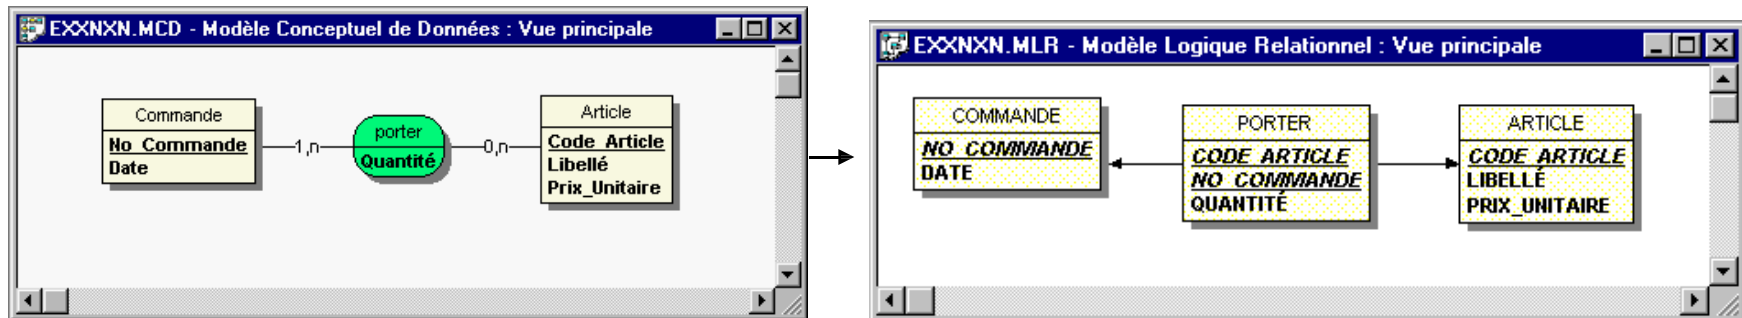 EXXNXN.MCD - Modèle Conceptuel de Données : Vue principale
Commande
No_Commande
Date
1,n
porter
Quantité
0,n
Article
Code_Article
Libellé
Prix_Unitaire
EXXNXN.MLR - Modèle Logique Relationnel : Vue principale
COMMANDE
NO_COMMANDE
DATE
PORTER
CODE_ARTICLE
NO_COMMANDE
QUANTITÉ
ARTICLE
CODE_ARTICLE
LIBELLÉ
PRIX_UNITAIRE